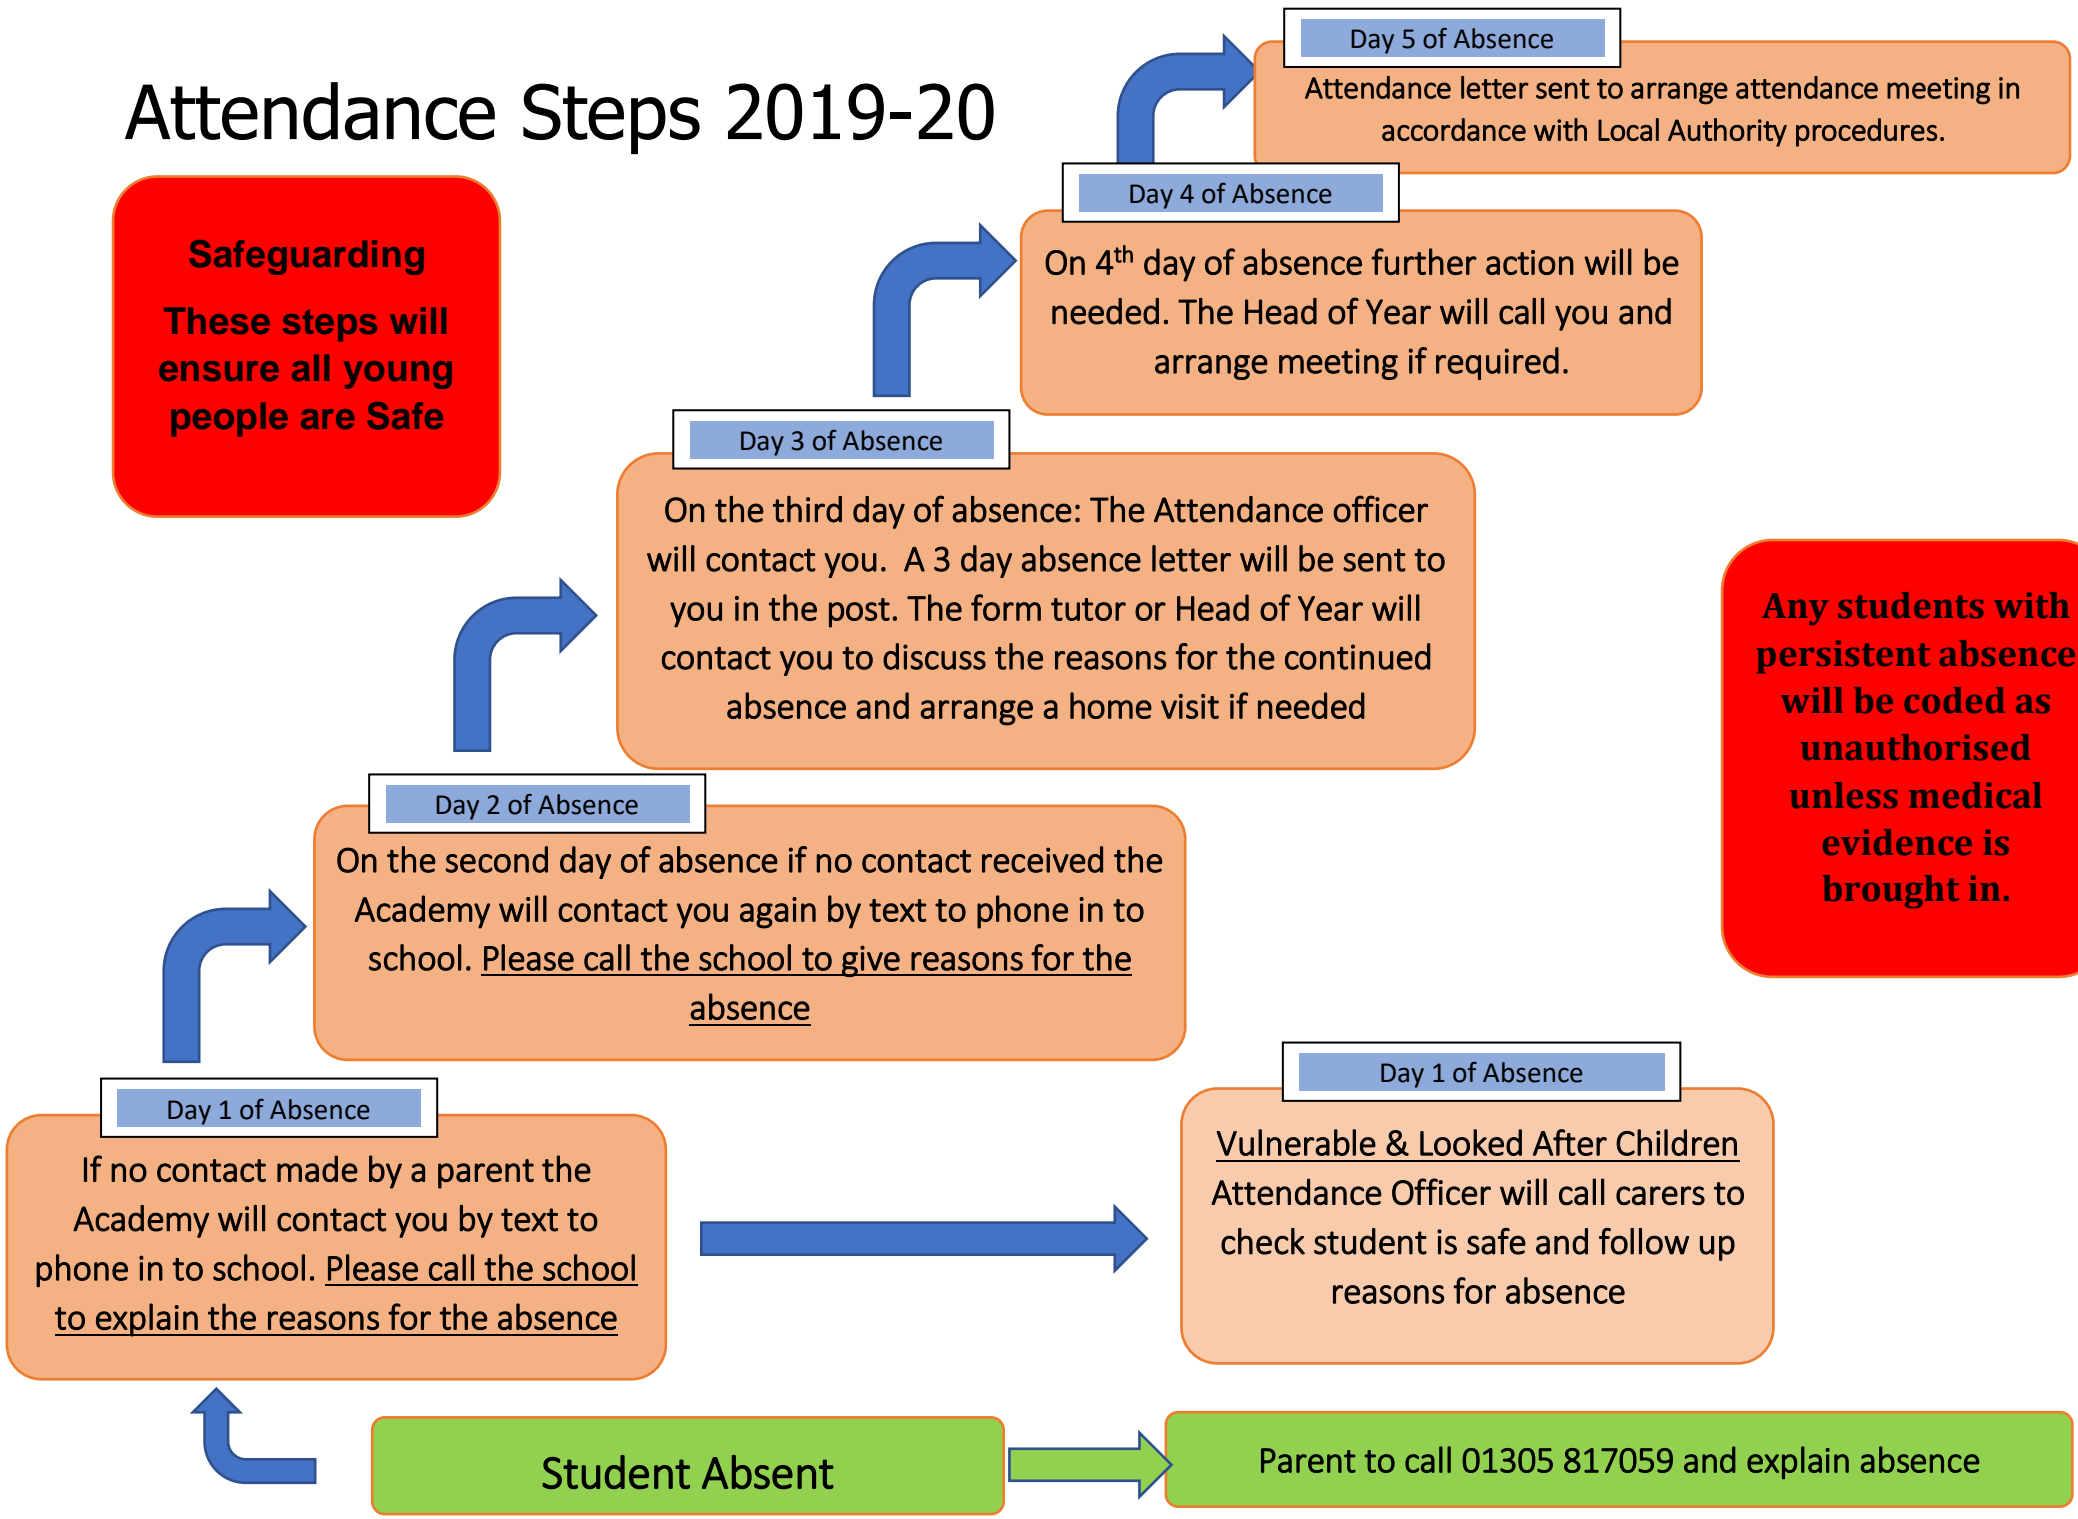 Attendance Steps 2019-20
Safeguarding
These steps will
ensure all young
people are Safe
Day 5 of Absence
Attendance letter sent to arrange attendance meeting in
accordance with Local Authority procedures.
Day 4 of Absence
On 4th day of absence further action will be
needed. The Head of Year will call you and
arrange meeting if required.
Day 3 of Absence
On the third day of absence: The Attendance officer
will contact you.  A 3 day absence letter will be sent to
you in the post. The form tutor or Head of Year will
contact you to discuss the reasons for the continued
absence and arrange a home visit if needed
Any students with
persistent absence
will be coded as
unauthorised
unless medical
evidence is
brought in.
Day 2 of Absence
On the second day of absence if no contact received the
Academy will contact you again by text to phone in to
school. Please call the school to give reasons for the
absence
Day 1 of Absence
If no contact made by a parent the
Academy will contact you by text to
phone in to school. Please call the school
to explain the reasons for the absence
Day 1 of Absence
Vulnerable & Looked After Children
Attendance Officer will call carers to
check student is safe and follow up
reasons for absence
Student Absent
Parent to call 01305 817059 and explain absence